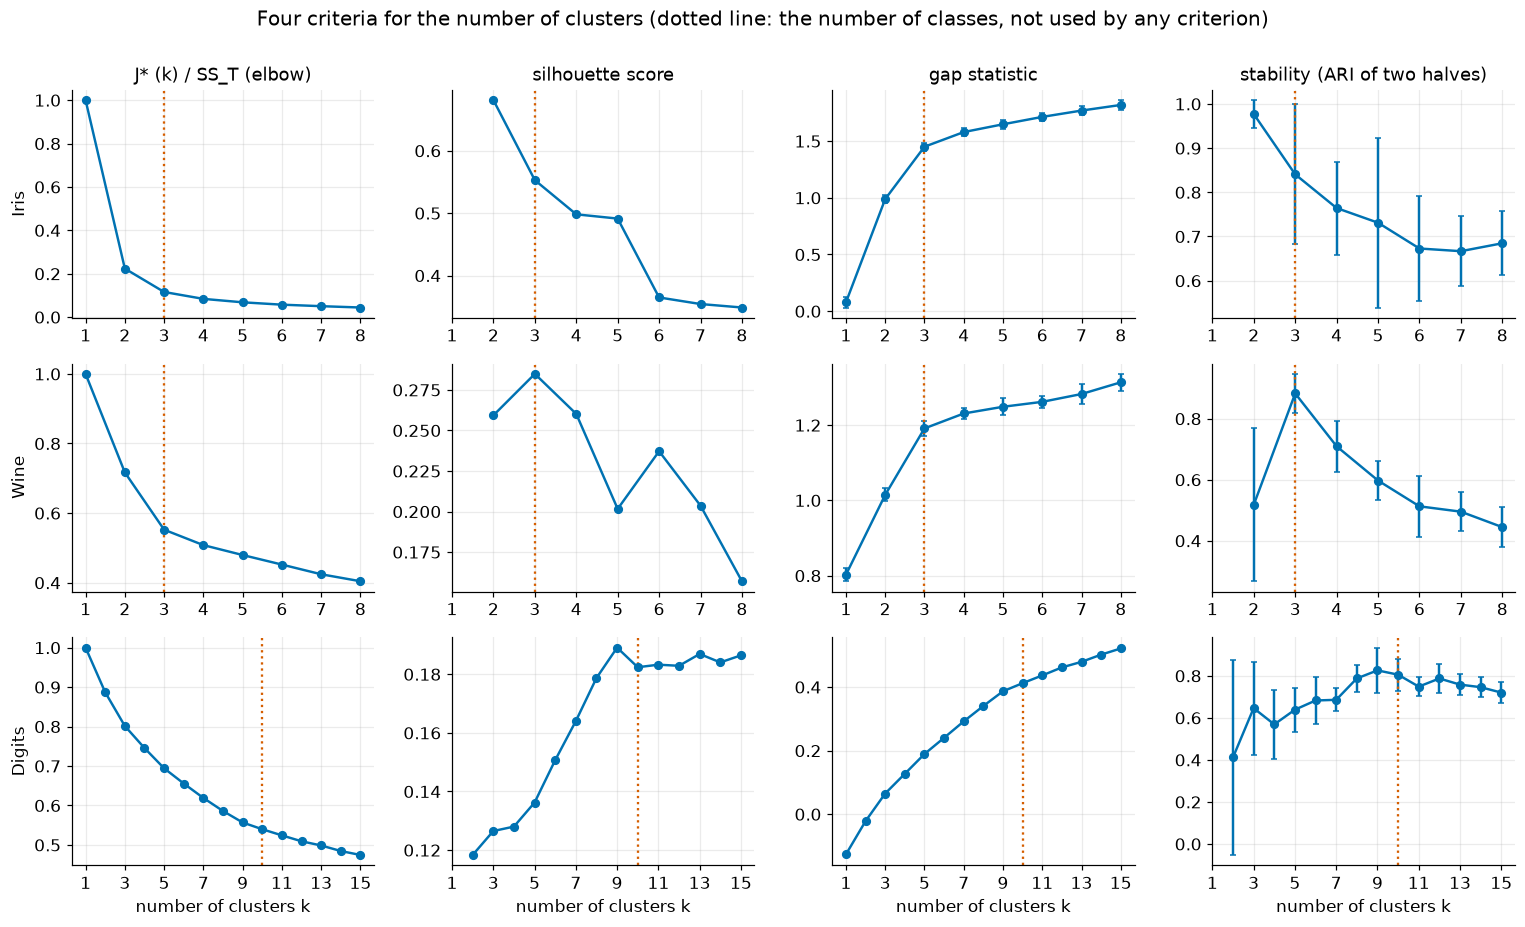 Four criteria for the number of clusters (dotted line: the number of classes, not used by any criterion)
J* (k) / SS_T (elbow)
silhouette score
gap statistic
stability (ARI of two halves)
Iris
1.0
0.8
0.6
0.4
0.2
0.0
1 2 3 4 5 6 7 8
0.6
0.5
0.4
1 2 3 4 5 6 7 8
1.5
1.0
0.5
0.0
1 2 3 4 5 6 7 8
1.0
0.9
0.8
0.7
0.6
1 2 3 4 5 6 7 8
Wine
1.0
0.8
0.6
0.4
1 2 3 4 5 6 7 8
0.275
0.250
0.225
0.200
0.175
1 2 3 4 5 6 7 8
1.2
1.0
0.8
1 2 3 4 5 6 7 8
0.8
0.6
0.4
1 2 3 4 5 6 7 8
Digits
1.0
0.9
0.8
0.7
0.6
0.5
1 3 5 7 9 11 13 15
number of clusters k
0.18
0.16
0.14
0.12
1 3 5 7 9 11 13 15
number of clusters k
0.4
0.2
0.0
1 3 5 7 9 11 13 15
number of clusters k
0.8
0.6
0.4
0.2
0.0
1 3 5 7 9 11 13 15
number of clusters k